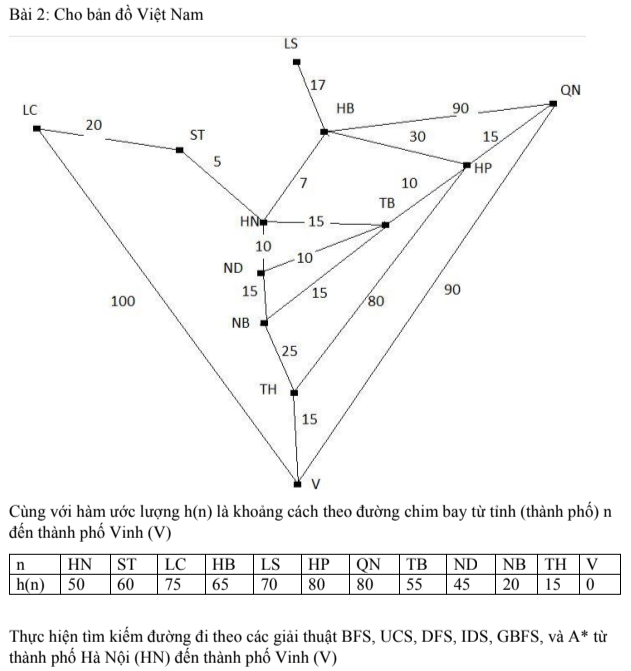 Bài 2: Cho bản đồ Việt Nam
LS
QN
17
HB
90
LC
20
ST
30
15
HP
5
7
10
TB
HN
15
10
10
ND
15
15
90
100
80
NB
25
TH
15
V
Cùng với hàm ước lượng h(n) là khoảng cách theo đường chim bay từ tỉnh (thành phố) n
đến thành phố Vinh (V)
n HN ST LC HB LS HP QN TB ND NB TH V
h(n) 50 60 75 65 70 80 80 55 45 20 15 0
Thực hiện tìm kiếm đường đi theo các giải thuật BFS, UCS, DFS, IDS, GBFS, và A* từ
thành phố Hà Nội (HN) đến thành phố Vinh (V)